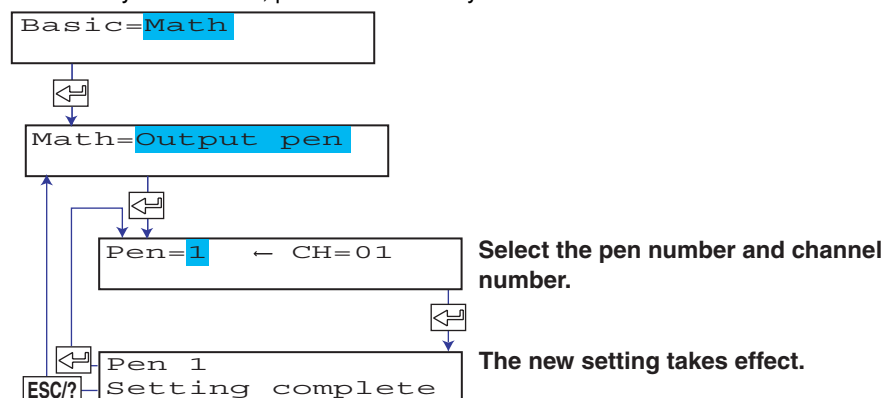 Basic=Math
Math=Output pen
Pen=1 ← CH=01
Select the pen number and channel
number.
Pen 1
Setting complete
The new setting takes effect.
ESC/?